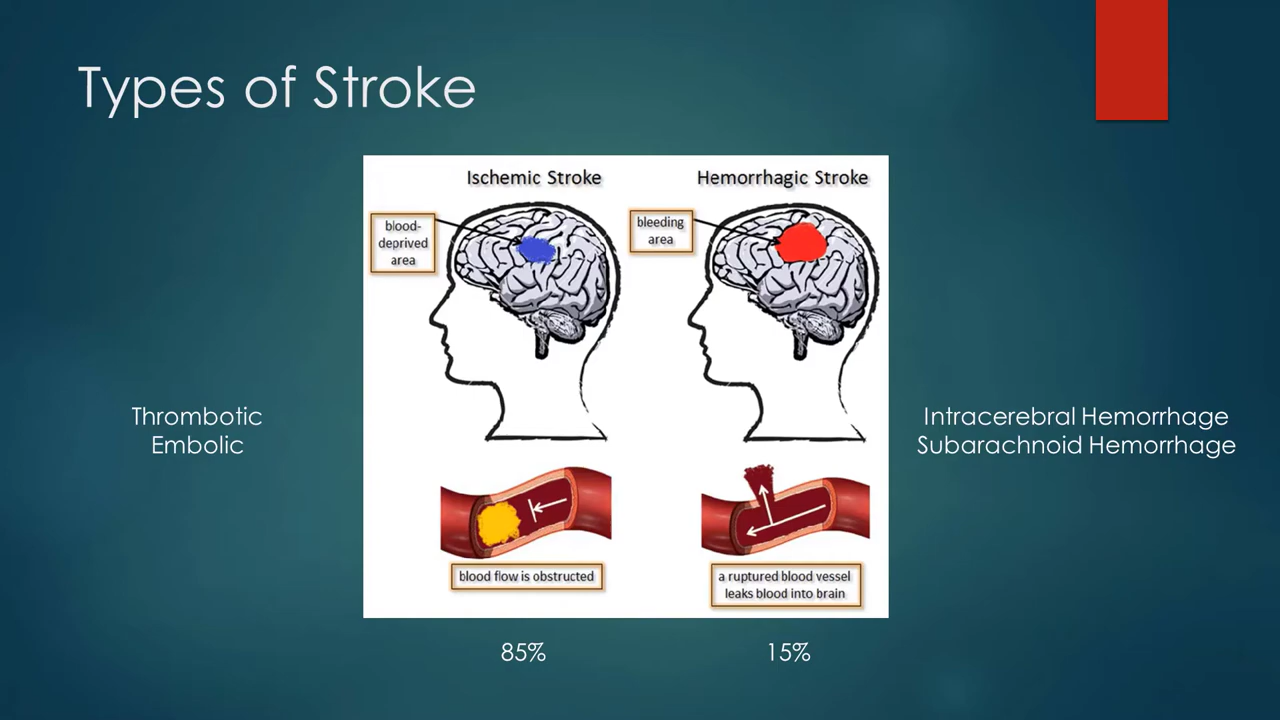 Types of Stroke
Ischemic Stroke
blood-
deprived
area
blood flow is obstructed
Hemorrhagic Stroke
bleeding
area
a ruptured blood vessel
leaks blood into brain
Thrombotic
Embolic
Intracerebral Hemorrhage
Subarachnoid Hemorrhage
85%
15%